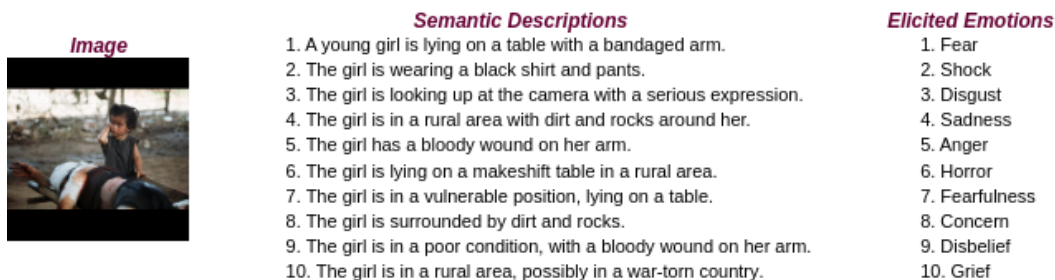 Image
Semantic Descriptions
1. A young girl is lying on a table with a bandaged arm.
2. The girl is wearing a black shirt and pants.
3. The girl is looking up at the camera with a serious expression.
4. The girl is in a rural area with dirt and rocks around her.
5. The girl has a bloody wound on her arm.
6. The girl is lying on a makeshift table in a rural area.
7. The girl is in a vulnerable position, lying on a table.
8. The girl is surrounded by dirt and rocks.
9. The girl is in a poor condition, with a bloody wound on her arm.
10. The girl is in a rural area, possibly in a war-torn country.
Elicited Emotions
1. Fear
2. Shock
3. Disgust
4. Sadness
5. Anger
6. Horror
7. Fearfulness
8. Concern
9. Disbelief
10. Grief